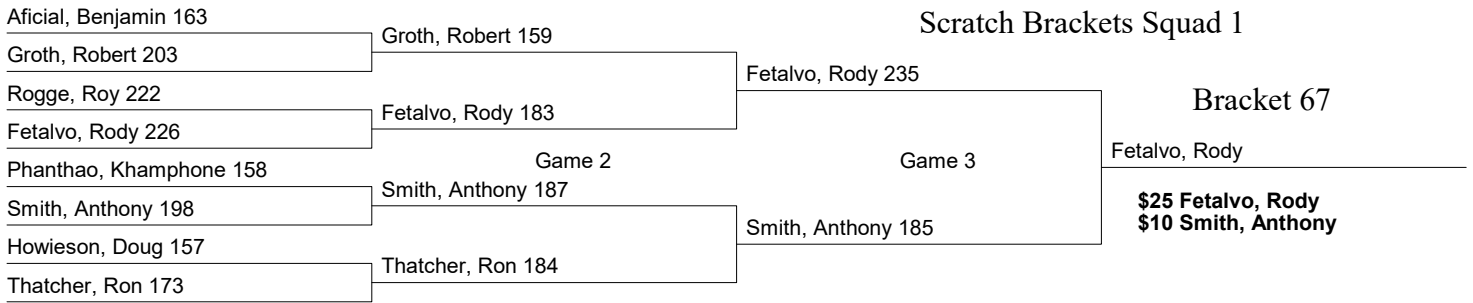 Scratch Brackets Squad 1
Bracket 67
Aficial, Benjamin 163
Groth, Robert 203
Rogge, Roy 222
Fetalvo, Rody 226
Phanthao, Khamphone 158
Smith, Anthony 198
Howieson, Doug 157
Thatcher, Ron 173
Groth, Robert 159
Fetalvo, Rody 183
Game 2
Smith, Anthony 187
Thatcher, Ron 184
Fetalvo, Rody 235
Game 3
Smith, Anthony 185
Fetalvo, Rody
$25 Fetalvo, Rody
$10 Smith, Anthony